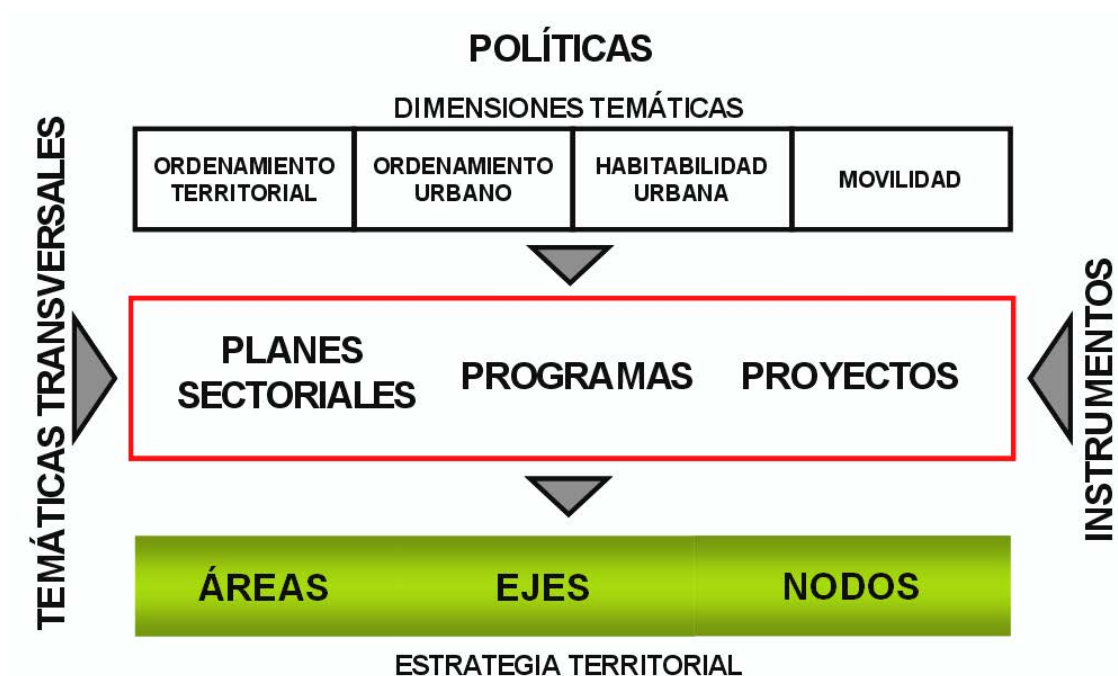 POLÍTICAS
DIMENSIONES TEMÁTICAS
ORDENAMIENTO
TERRITORIAL
ORDENAMIENTO
URBANO
HABITABILIDAD
URBANA
MOVILIDAD
TEMÁTICAS TRANSVERSALES
PLANES
SECTORIALES
PROGRAMAS
PROYECTOS
INSTRUMENTOS
ÁREAS
EJES
NODOS
ESTRATEGIA TERRITORIAL